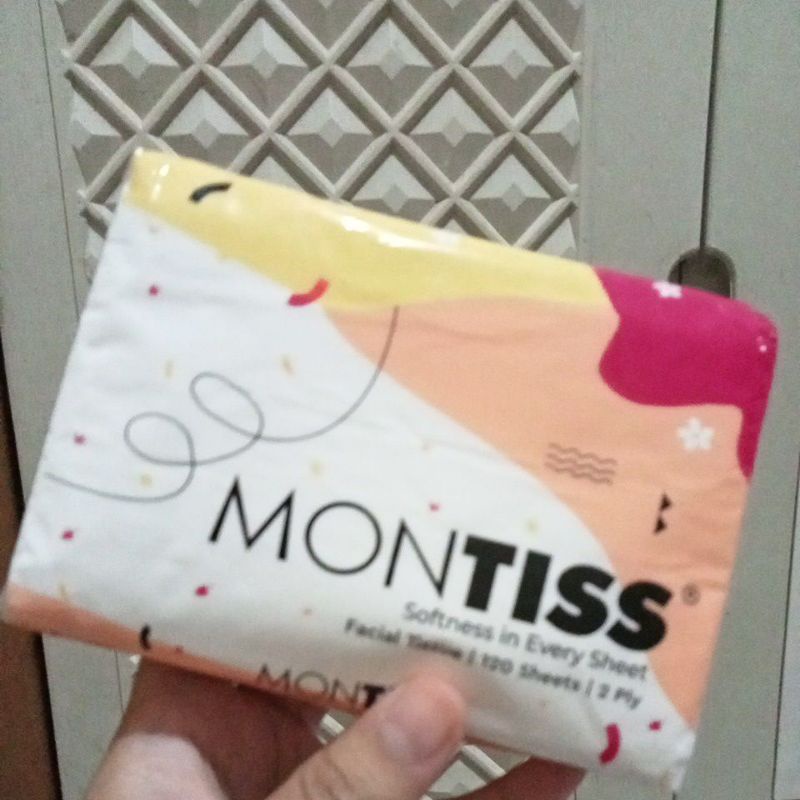 MONTISS®
Softness in Every Sheet
Facial Tissue | 120 Sheets | 2 Ply